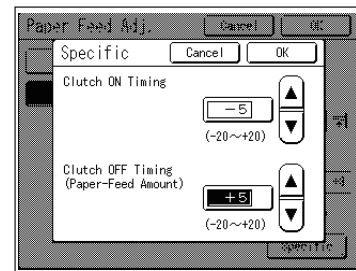 Paper Feed Adj.
Cancel
OK
Specific
Cancel
OK
Clutch ON Timing
-5
(-20~+20)
Clutch OFF Timing
(Paper-Feed Amount)
+5
(-20~+20)
Specific